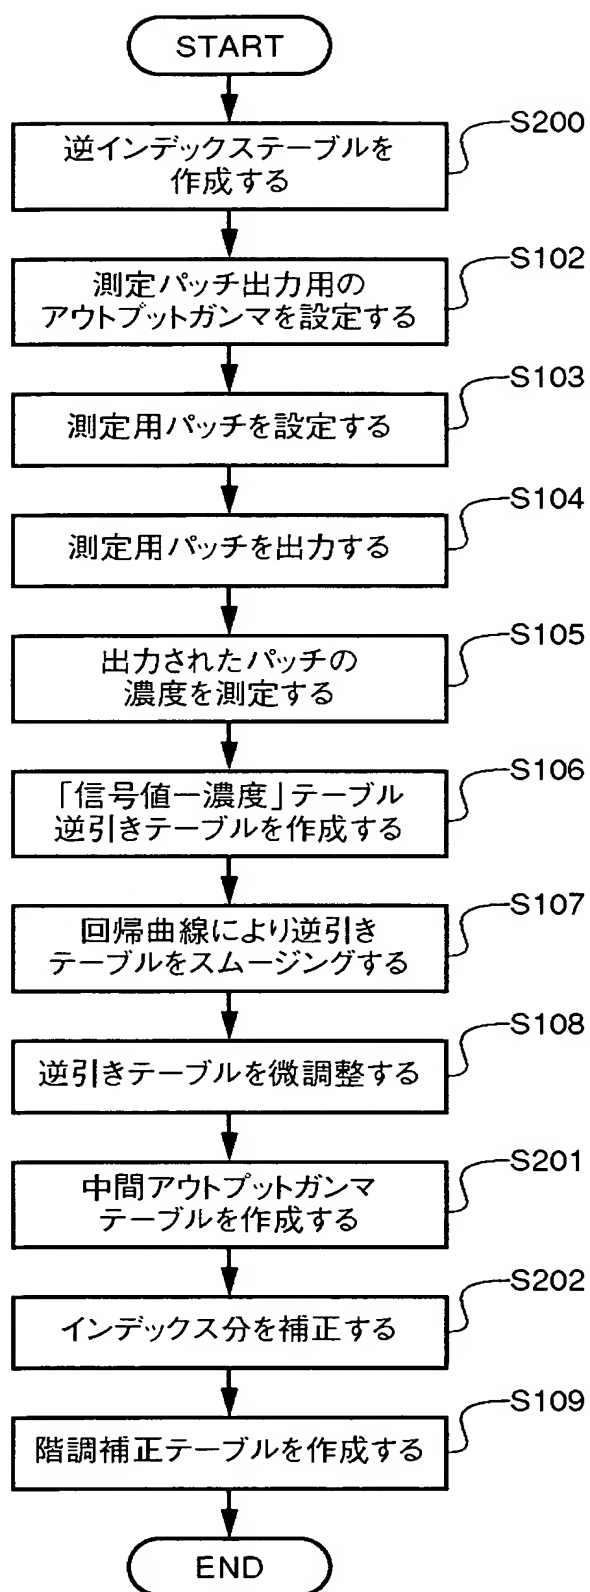 START
S200
逆インデックステーブルを
作成する
S102
測定パッチ出力用の
アウトプットガンマを設定する
S103
測定用パッチを設定する
S104
測定用パッチを出力する
S105
出力されたパッチの
濃度を測定する
S106
「信号値ー濃度」テーブル
逆引きテーブルを作成する
S107
回帰曲線により逆引き
テーブルをスムージングする
S108
逆引きテーブルを微調整する
S201
中間アウトプットガンマ
テーブルを作成する
S202
インデックス分を補正する
S109
階調補正テーブルを作成する
END